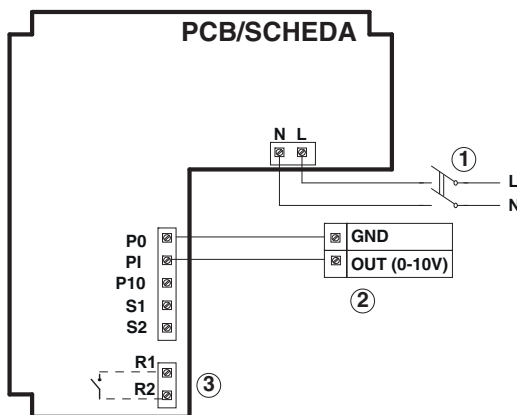 PCB/SCHEDA
N L
1
L
N
P0
PI
P10
S1
S2
GND
OUT (0-10V)
2
R1
R2
3